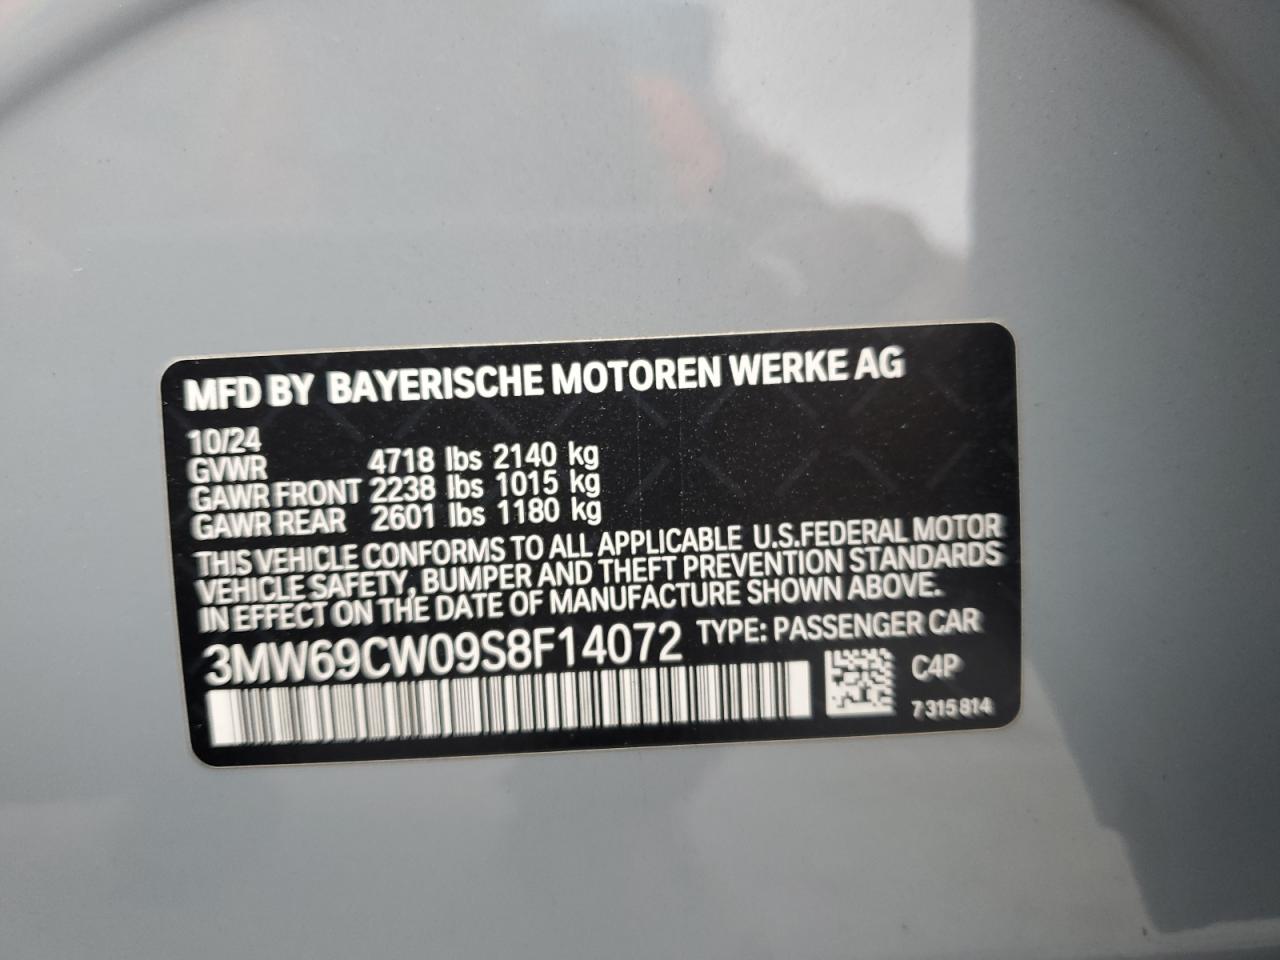 MFD BY BAYERISCHE MOTOREN WERKE AG
10/24
GVWR 4718 lbs 2140 kg
GAWR FRONT 2238 lbs 1015 kg
GAWR REAR 2601 lbs 1180 kg
THIS VEHICLE CONFORMS TO ALL APPLICABLE U.S.FEDERAL MOTOR
VEHICLE SAFETY, BUMPER AND THEFT PREVENTION STANDARDS
IN EFFECT ON THE DATE OF MANUFACTURE SHOWN ABOVE.
3MW69CW09S8F14072 TYPE: PASSENGER CAR
C4P
7 315 814